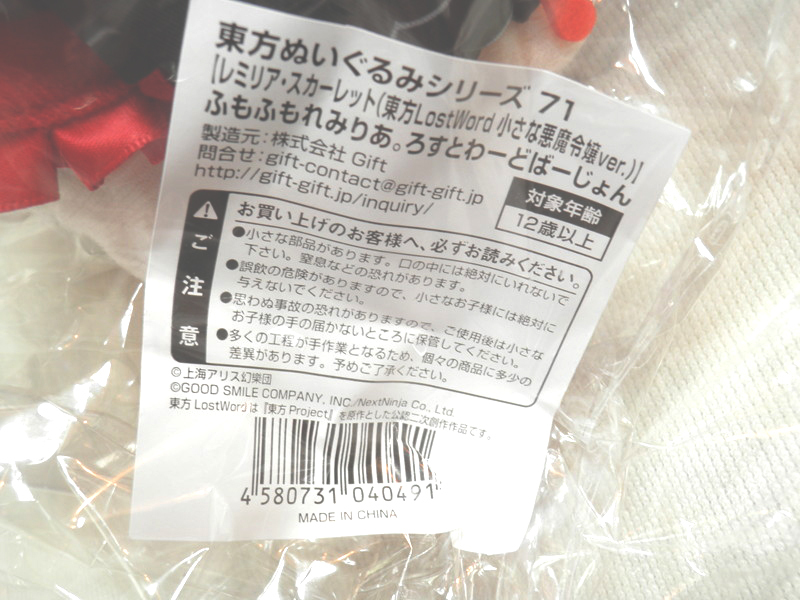 東方ぬいぐるみシリーズ 71
【レミリア・スカーレット(東方LostWord 小さな悪魔令嬢ver.)】
ふもふもれみりあ。ろすとわーどばーじょん
製造元:株式会社 Gift
問合せ:gift-contact@gift-gift.jp
http://gift-gift.jp/inquiry/
対象年齢
12歳以上
ご注意
お買い上げのお客様へ、必ずお読みください。
●小さな部品があります。口の中には絶対にいれないで
下さい。窒息などの恐れがあります。
●誤飲の危険がありますので、小さなお子様には絶対に
与えないでください。
●思わぬ事故の恐れがありますので、ご使用後は小さな
お子様の手の届かないところに保管してください。
●多くの工程が手作業となるため、個々の商品に多少の
差異があります。予めご了承ください。
©上海アリス幻樂団
©GOOD SMILE COMPANY, INC./NextNinja Co., Ltd.
東方 LostWord は『東方 Project』を原作とした公認二次創作作品です。
4 580731 040491
MADE IN CHINA